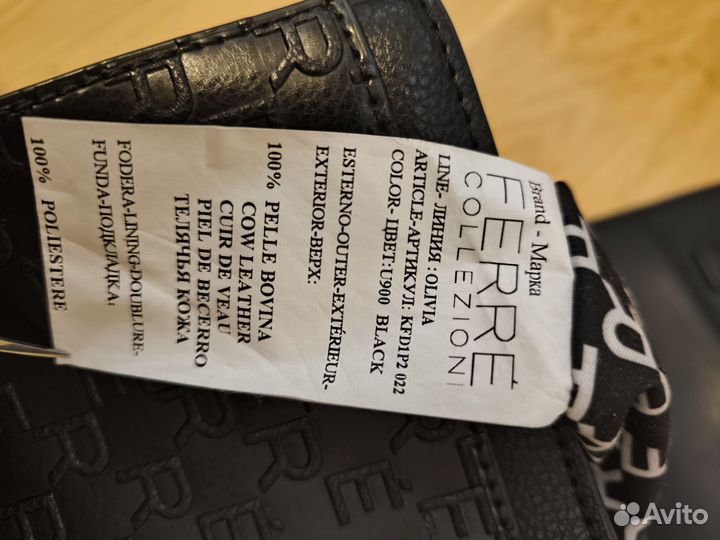 Brand - Марка
FERRÉ
COLLEZIONI
LINE- ЛИНИЯ :OLIVIA
ARTICLE-АРТИКУЛ: KFD1P2 022
COLOR- ЦВЕТ:U900 BLACK
ESTERNO-OUTER-EXTÉRIEUR-
EXTERIOR-ВЕРХ:
100% PELLE BOVINA
COW LEATHER
CUIR DE VEAU
PIEL DE BECERRO
ТЕЛЯЧЬЯ КОЖА
FODERA-LINING-DOUBLURE-
FUNDA-ПОДКЛАДКА:
100% POLIESTERE
Avito